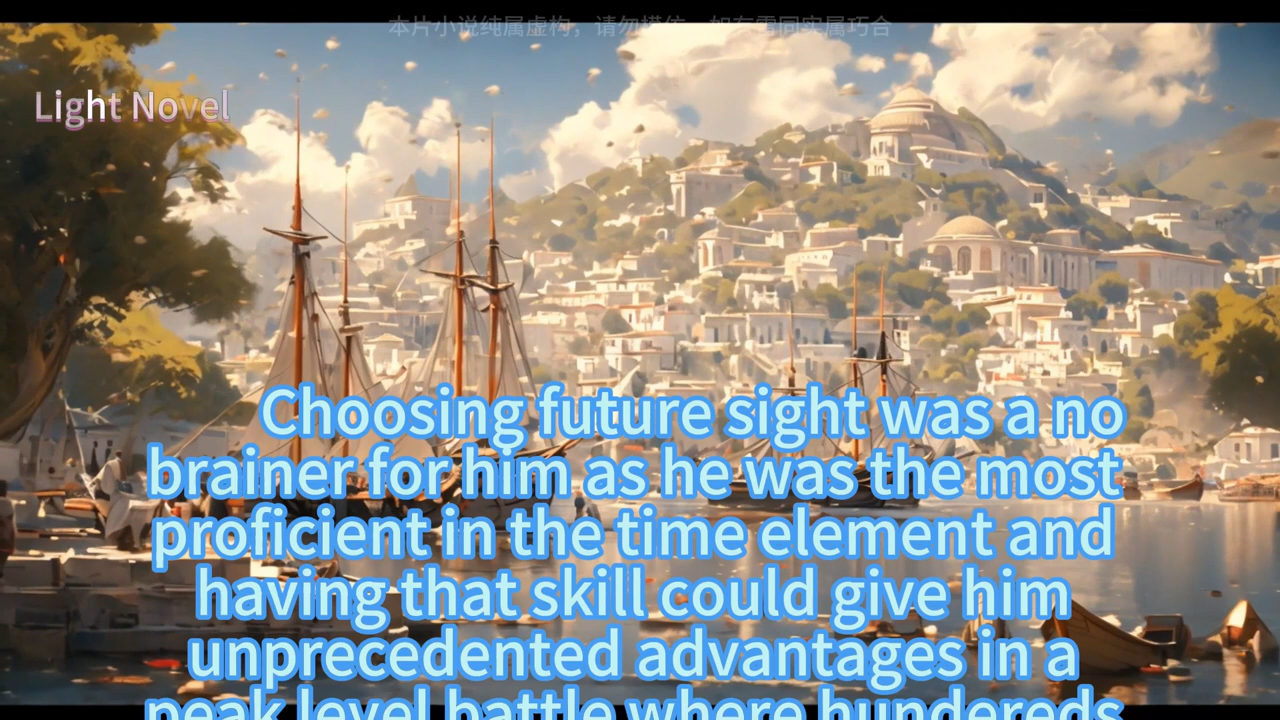 本片小说纯属虚构，请勿模仿，如有雷同实属巧合
Light Novel
Choosing future sight was a no
brainer for him as he was the most
proficient in the time element and
having that skill could give him
unprecedented advantages in a
peak level battle where hundereds